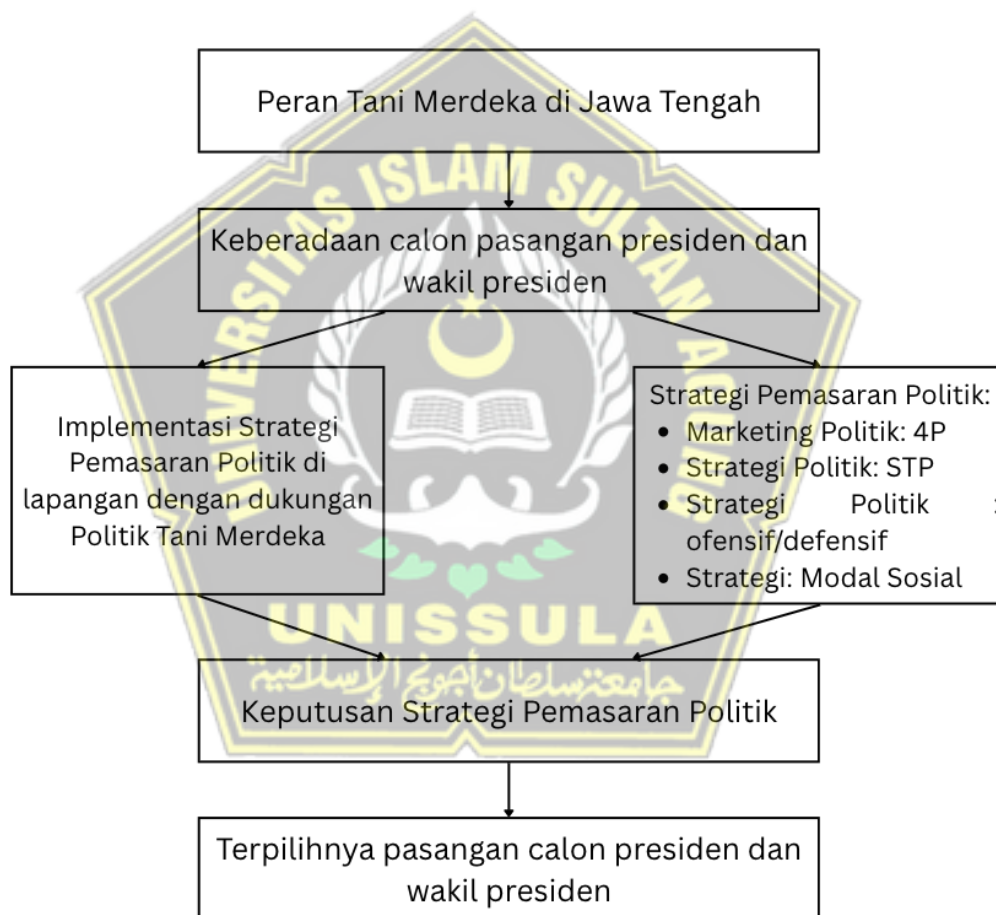 Peran Tani Merdeka di Jawa Tengah
UNIVERSITAS ISLAM SULTAN AGUNG
Keberadaan calon pasangan presiden dan
wakil presiden
Implementasi Strategi
Pemasaran Politik di
lapangan dengan dukungan
Politik Tani Merdeka
Strategi Pemasaran Politik:
• Marketing Politik: 4P
• Strategi Politik: STP
• Strategi Politik :
ofensif/defensif
• Strategi: Modal Sosial
UNISSULA
جامعة سلطان أجونج الإسلامية
Keputusan Strategi Pemasaran Politik
Terpilihnya pasangan calon presiden dan
wakil presiden